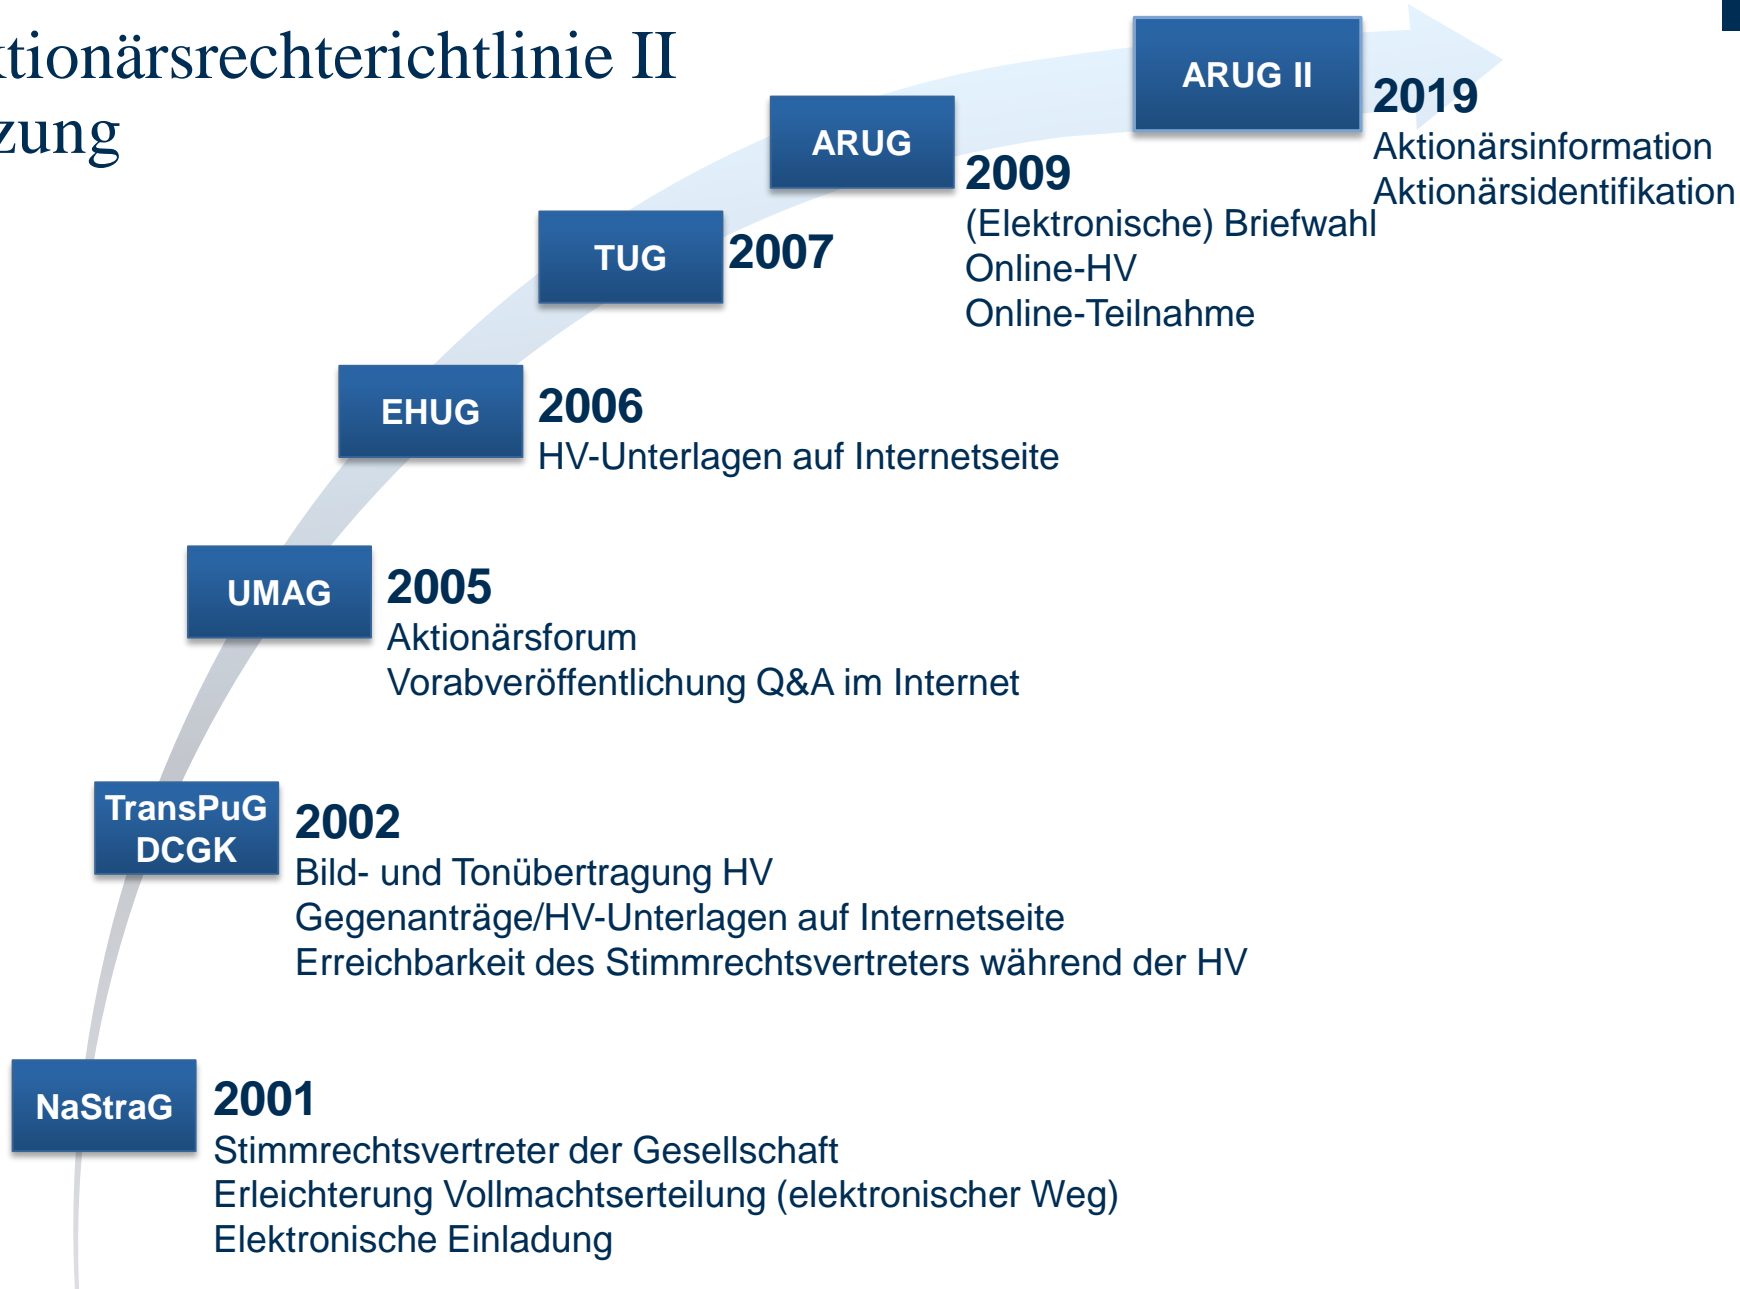 ktionärsrechterichtlinie II
zung
ARUG II
2019
Aktionärsinformation
Aktionärsidentifikation
ARUG
2009
(Elektronische) Briefwahl
Online-HV
Online-Teilnahme
TUG
2007
EHUG
2006
HV-Unterlagen auf Internetseite
UMAG
2005
Aktionärsforum
Vorabveröffentlichung Q&A im Internet
TransPuG
DCGK
2002
Bild- und Tonübertragung HV
Gegenanträge/HV-Unterlagen auf Internetseite
Erreichbarkeit des Stimmrechtsvertreters während der HV
NaStraG
2001
Stimmrechtsvertreter der Gesellschaft
Erleichterung Vollmachtserteilung (elektronischer Weg)
Elektronische Einladung